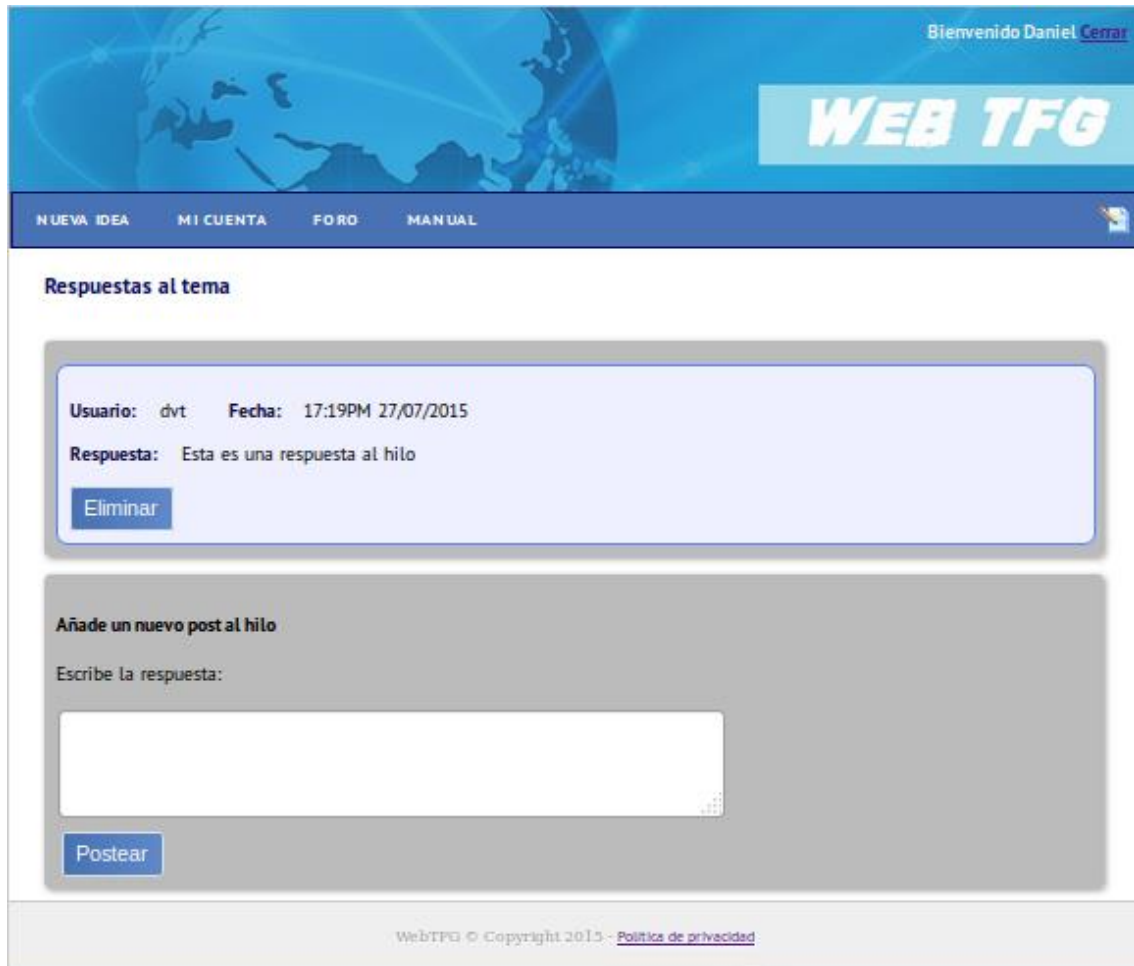 Bienvenido Daniel Cerrar
WEB TFG
NUEVA IDEA MI CUENTA FORO MANUAL
Respuestas al tema
Usuario: dvt Fecha: 17:19PM 27/07/2015
Respuesta: Esta es una respuesta al hilo
Eliminar
Añade un nuevo post al hilo
Escribe la respuesta:
Postear
WebTFG © Copyright 2015 - Política de privacidad